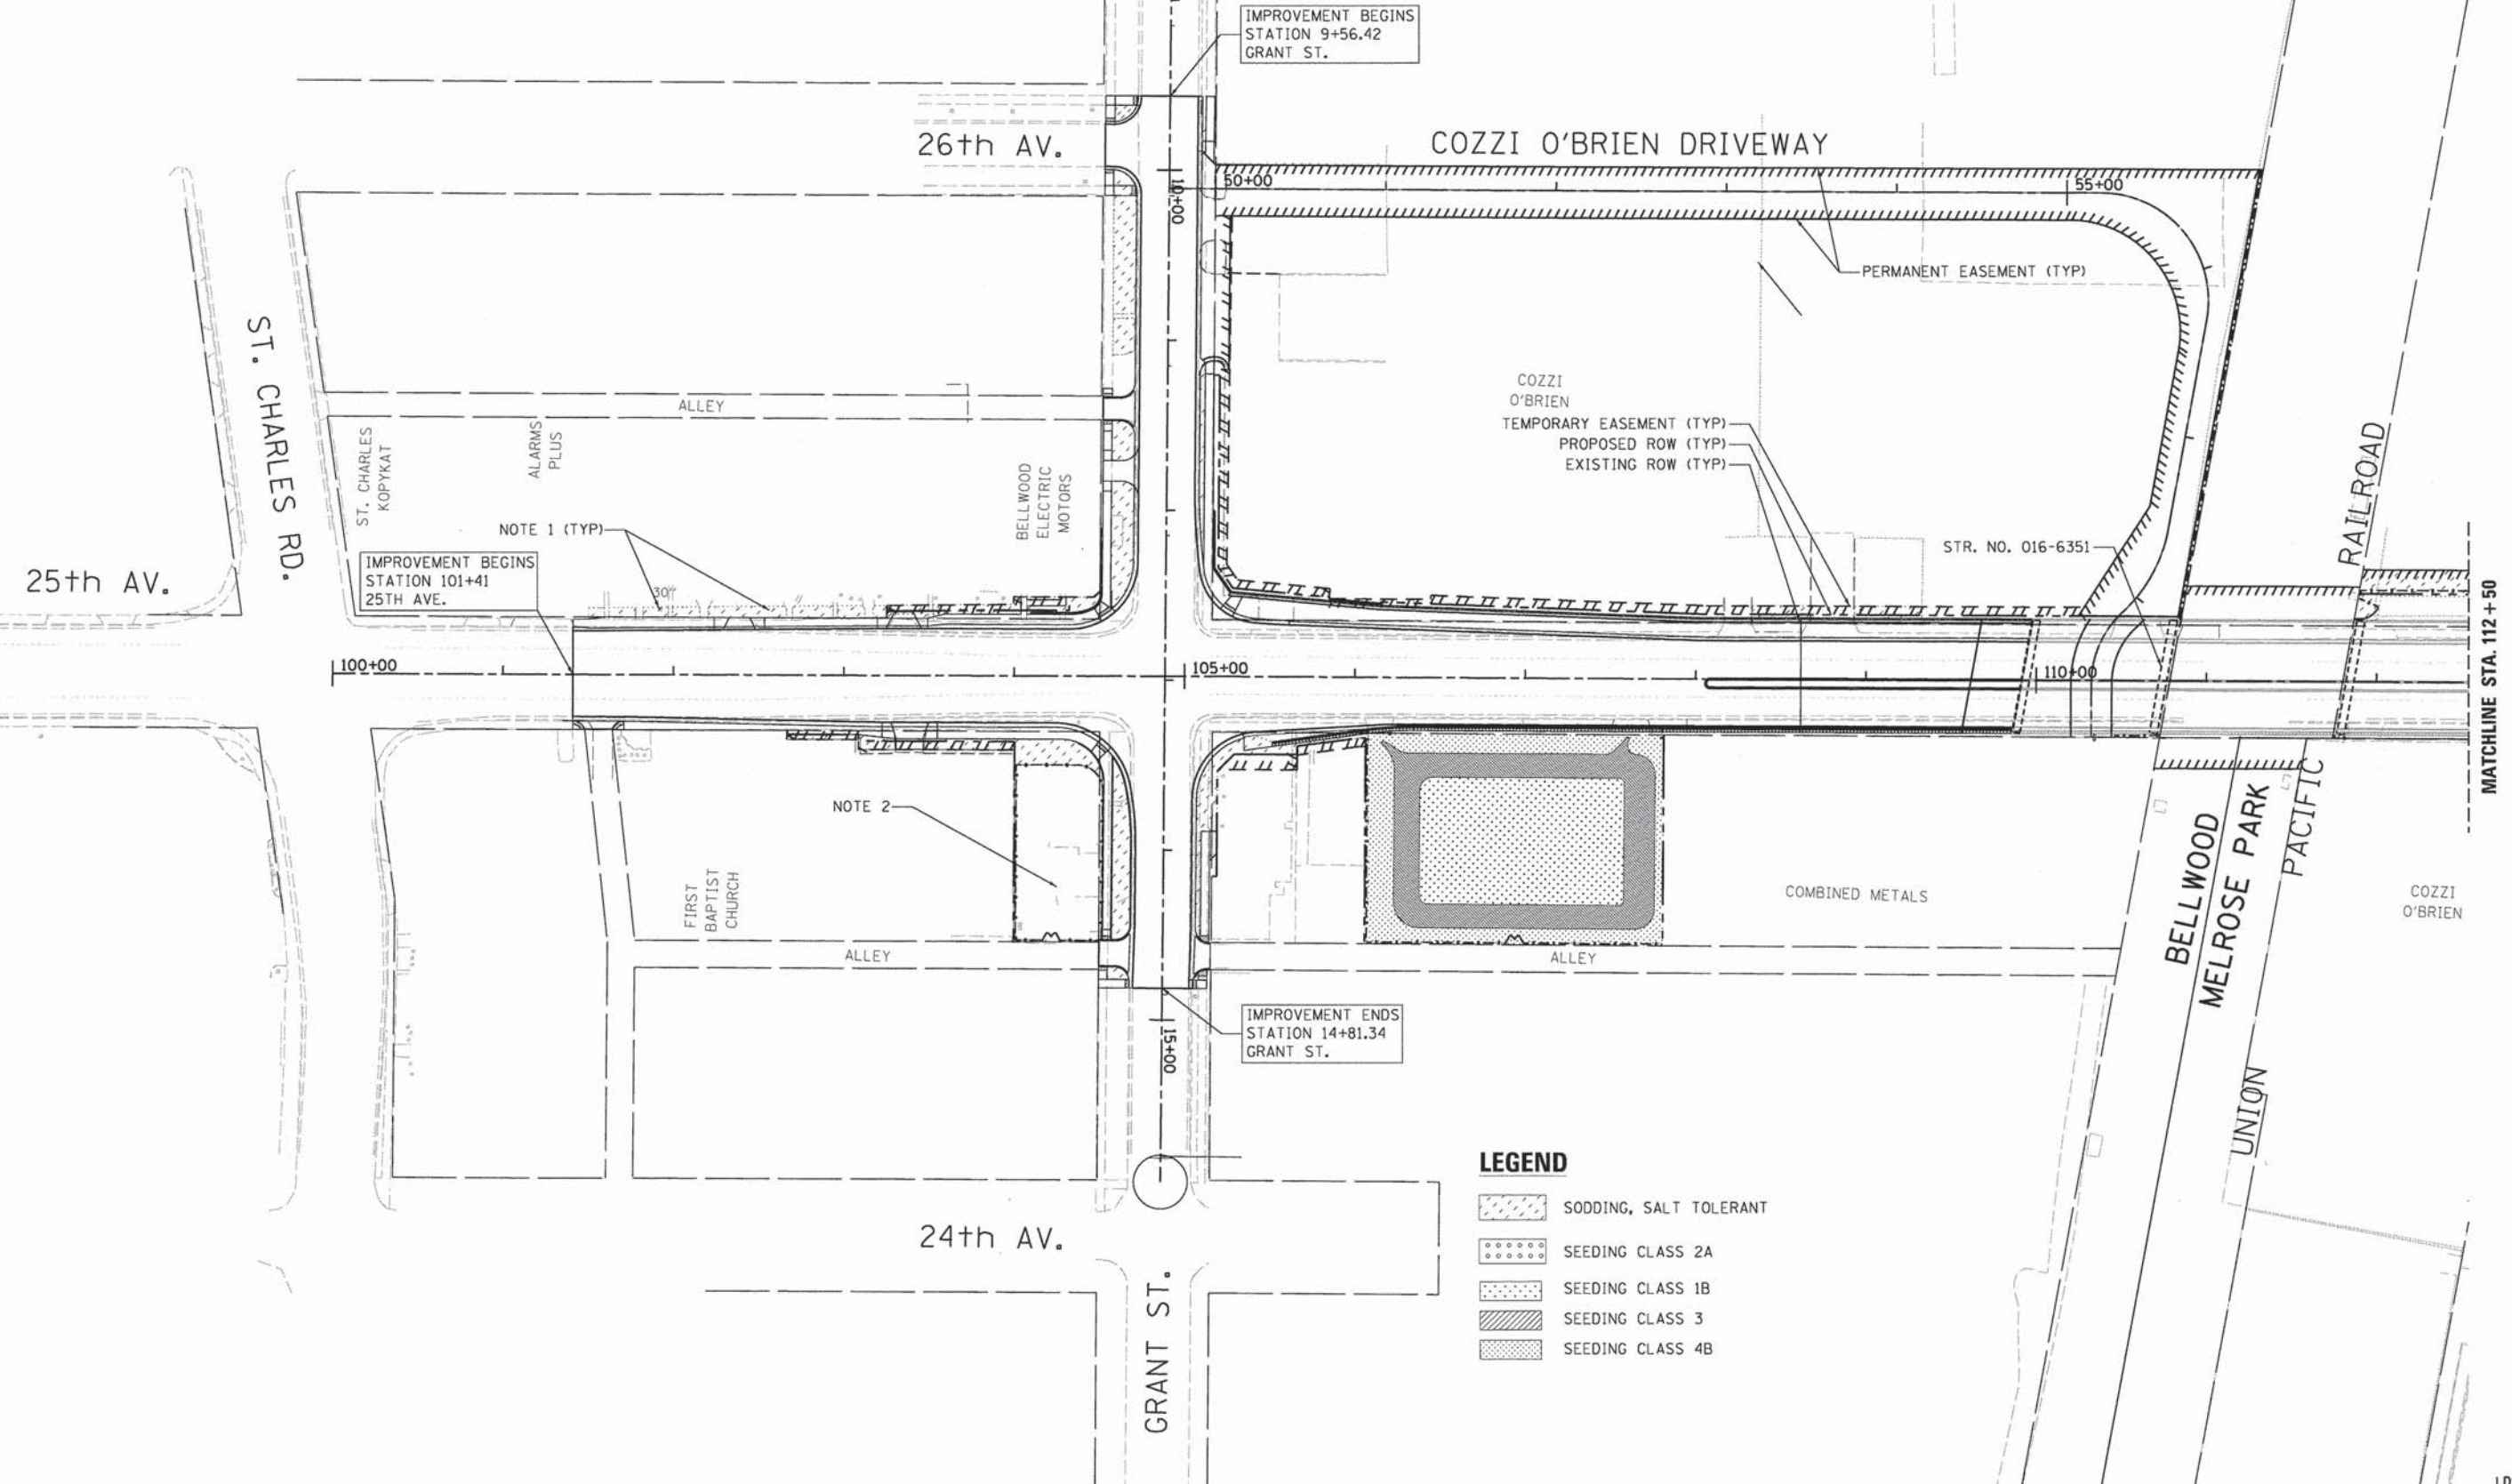 IMPROVEMENT BEGINS
STATION 9+56.42
GRANT ST.
26th AV.
COZZI O'BRIEN DRIVEWAY
10+00
50+00
55+00
PERMANENT EASEMENT (TYP)
ST. CHARLES RD.
ALLEY
ST. CHARLES
KOPYKAT
ALARMS
PLUS
BELLWOOD
ELECTRIC
MOTORS
COZZI
O'BRIEN
TEMPORARY EASEMENT (TYP)
PROPOSED ROW (TYP)
EXISTING ROW (TYP)
RAILROAD
NOTE 1 (TYP)
STR. NO. 016-6351
25th AV.
IMPROVEMENT BEGINS
STATION 101+41
25TH AVE.
100+00
105+00
110+00
MATCHLINE STA. 112+50
NOTE 2
FIRST
BAPTIST
CHURCH
COMBINED METALS
BELLWOOD
MELROSE PARK
PACIFIC
COZZI
O'BRIEN
ALLEY
ALLEY
IMPROVEMENT ENDS
STATION 14+81.34
GRANT ST.
15+00
UNION
24th AV.
GRANT ST.
LEGEND
SODDING, SALT TOLERANT
SEEDING CLASS 2A
SEEDING CLASS 1B
SEEDING CLASS 3
SEEDING CLASS 4B